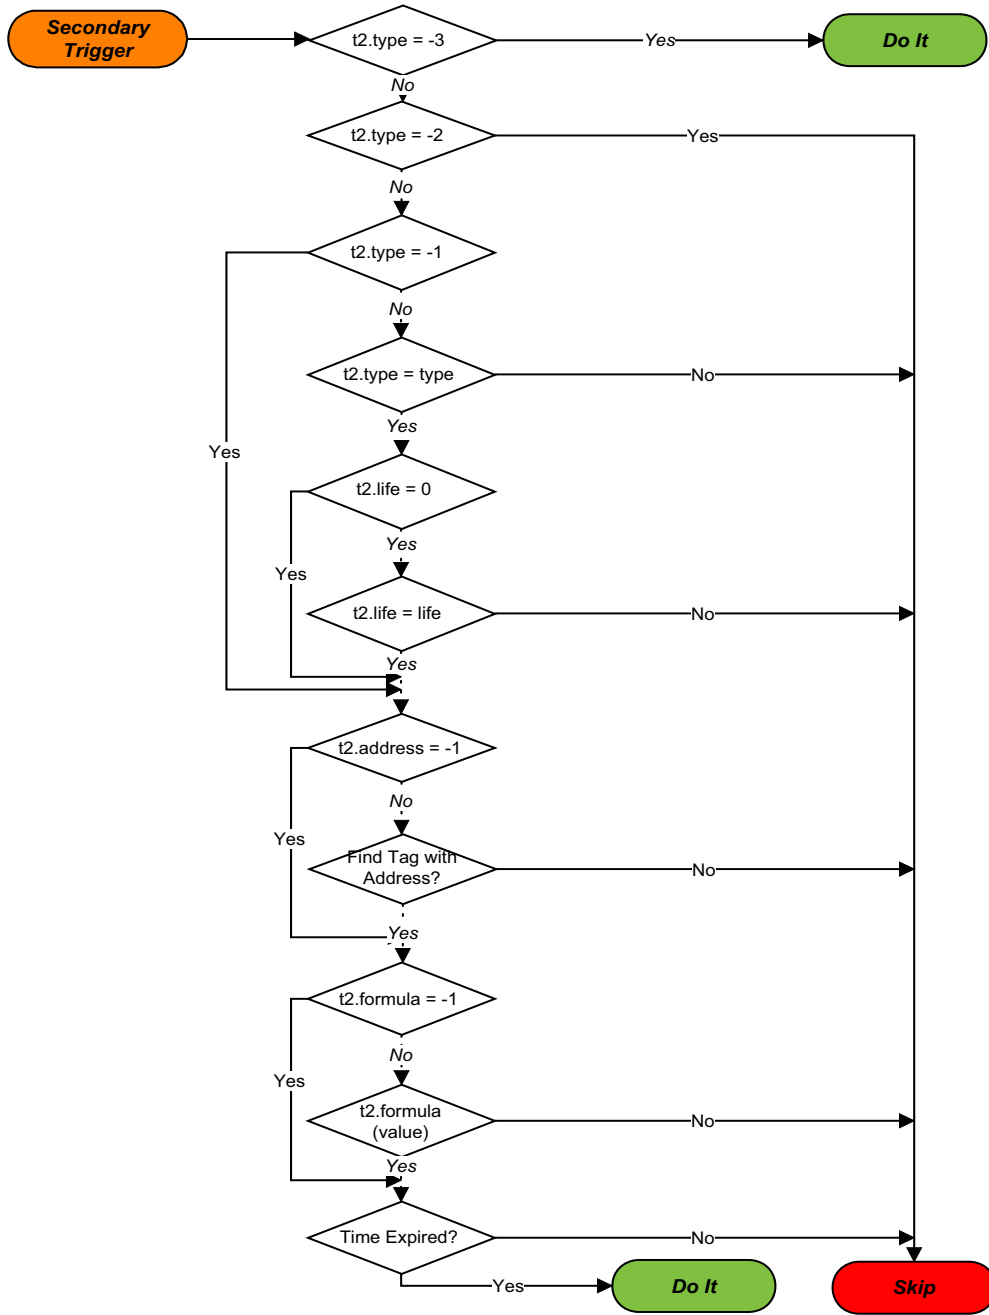 Secondary
Trigger
t2.type = -3
Yes
Do It
No
t2.type = -2
Yes
No
t2.type = -1
No
t2.type = type
No
Yes
Yes
t2.life = 0
Yes
Yes
t2.life = life
No
Yes
t2.address = -1
No
Yes
Find Tag with
Address?
No
Yes
t2.formula = -1
No
Yes
t2.formula
(value)
No
Yes
Time Expired?
No
Yes
Do It
Skip